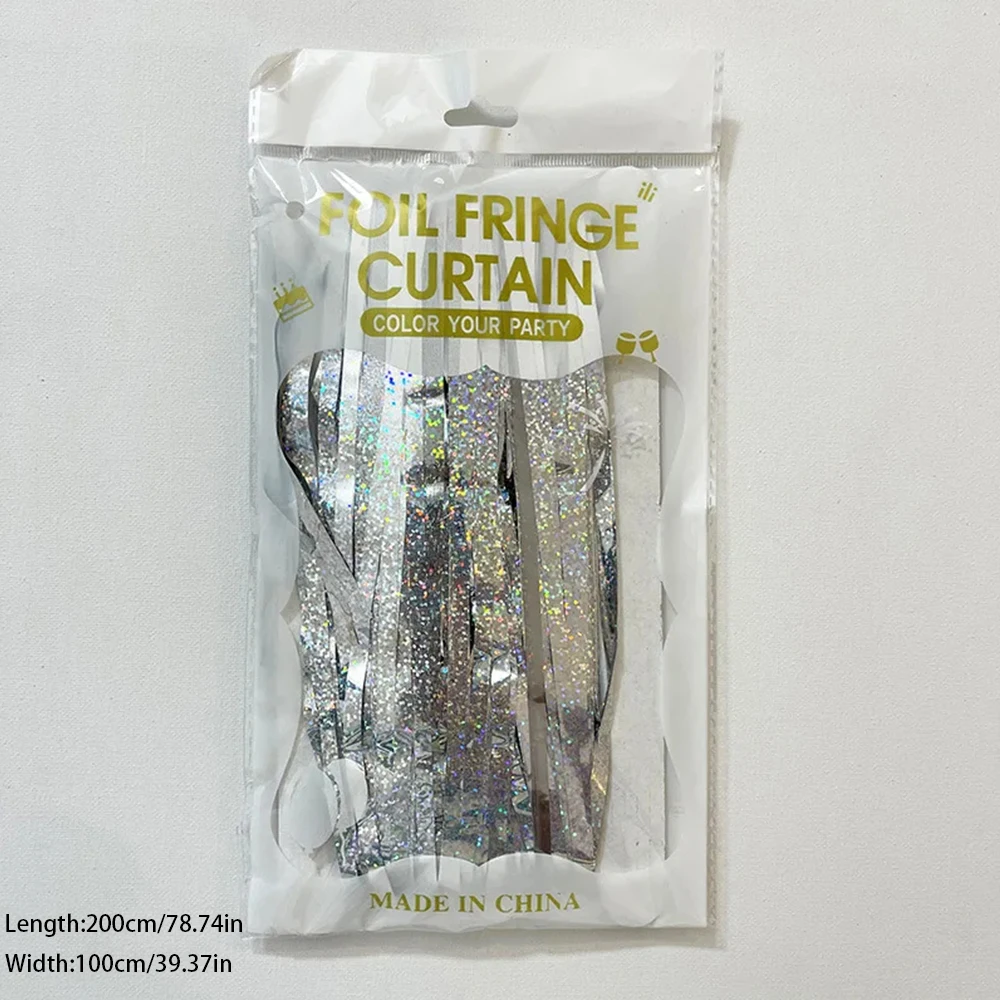 FOIL FRINGE
CURTAIN
COLOR YOUR PARTY
MADE IN CHINA
Length:200cm/78.74in
Width:100cm/39.37in